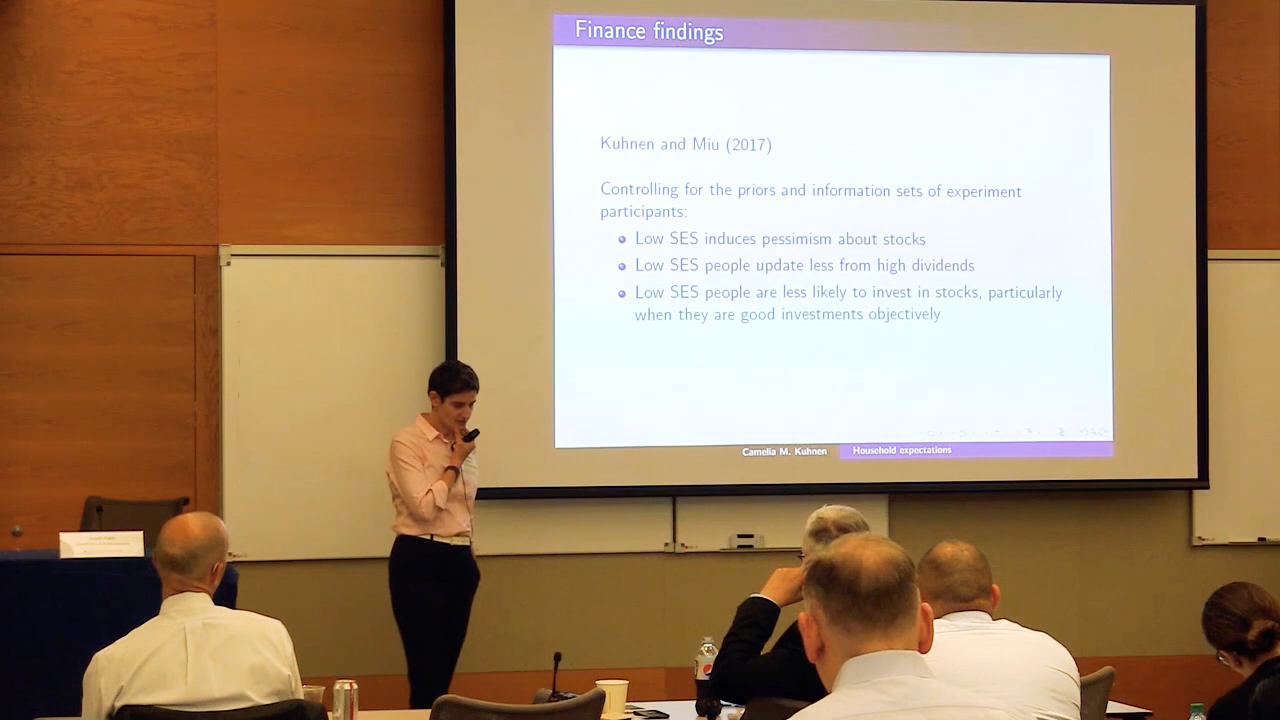 Finance findings
Kuhnen and Miu (2017)
Controlling for the priors and information sets of experiment
participants:
Low SES induces pessimism about stocks
Low SES people update less from high dividends
Low SES people are less likely to invest in stocks, particularly
when they are good investments objectively
Camelia M. Kuhnen
Household expectations